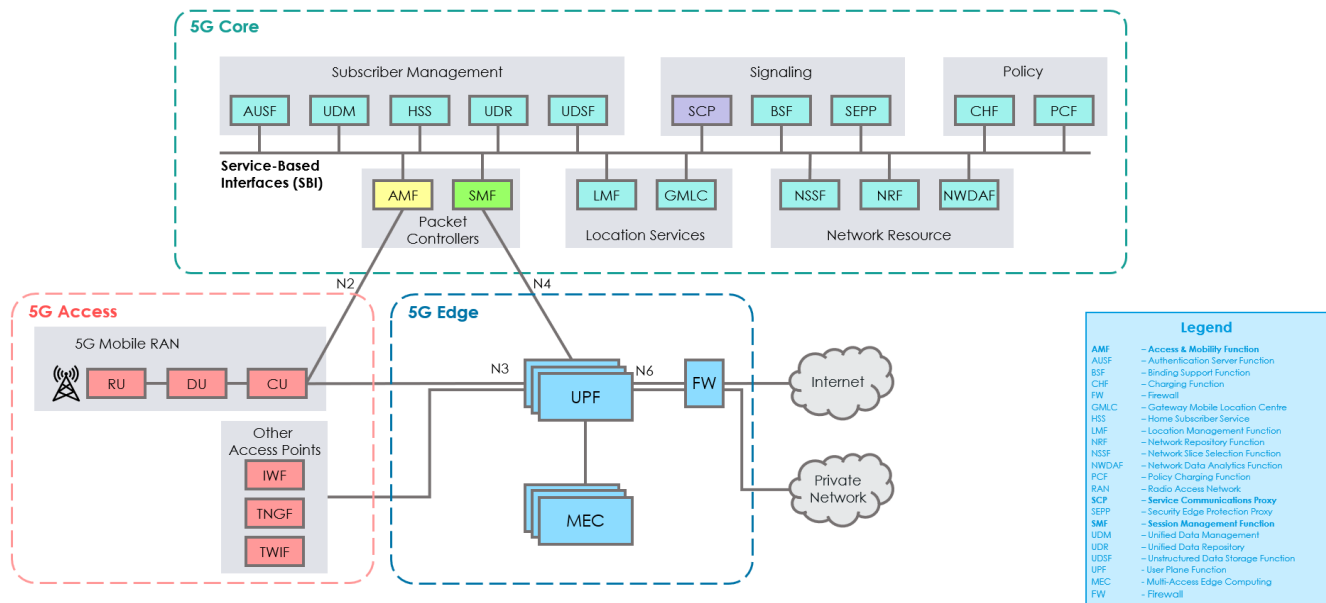 5G Core
Subscriber Management
Signaling
Policy
AUSF
UDM
HSS
UDR
UDSF
SCP
BSF
SEPP
CHF
PCF
Service-Based
Interfaces (SBI)
AMF
SMF
Packet
Controllers
LMF
GMLC
Location Services
NSSF
NRF
NWDAF
Network Resource
N2
N4
5G Access
5G Mobile RAN
RU
DU
CU
Other
Access Points
IWF
TNGF
TWIF
5G Edge
N3
UPF
N6
FW
MEC
Internet
Private
Network
Legend
AMF – Access & Mobility Function
AUSF – Authentication Server Function
BSF – Binding Support Function
CHF – Charging Function
FW – Firewall
GMLC – Gateway Mobile Location Centre
HSS – Home Subscriber Service
LMF – Location Management Function
NRF – Network Repository Function
NSSF – Network Slice Selection Function
NWDAF – Network Data Analytics Function
PCF – Policy Charging Function
RAN – Radio Access Network
SCP – Service Communications Proxy
SEPP – Security Edge Protection Proxy
SMF – Session Management Function
UDM – Unified Data Management
UDR – Unified Data Repository
UDSF – Unstructured Data Storage Function
UPF - User Plane Function
MEC - Multi-Access Edge Computing
FW - Firewall